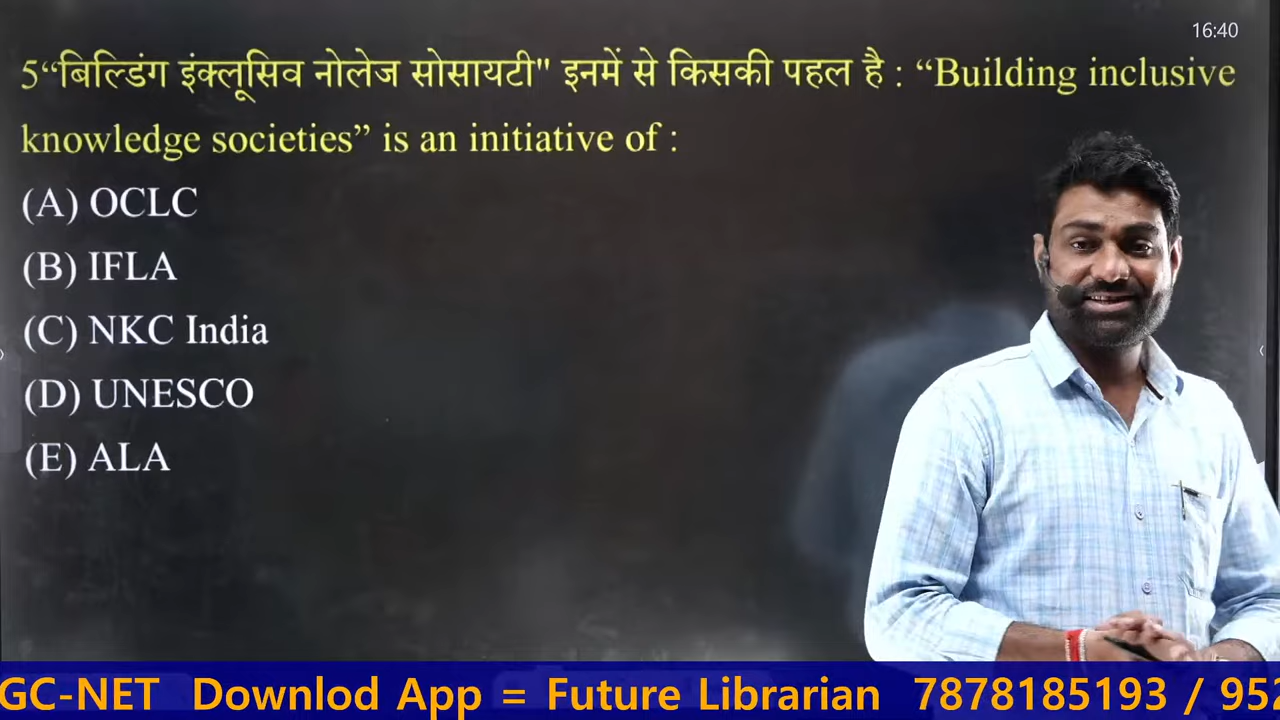 16:40
5“बिल्डिंग इंक्लूसिव नोलेज सोसायटी" इनमें से किसकी पहल है : “Building inclusive
knowledge societies” is an initiative of :
(A) OCLC
(B) IFLA
(C) NKC India
(D) UNESCO
(E) ALA
GC-NET Downlod App = Future Librarian 7878185193 / 952